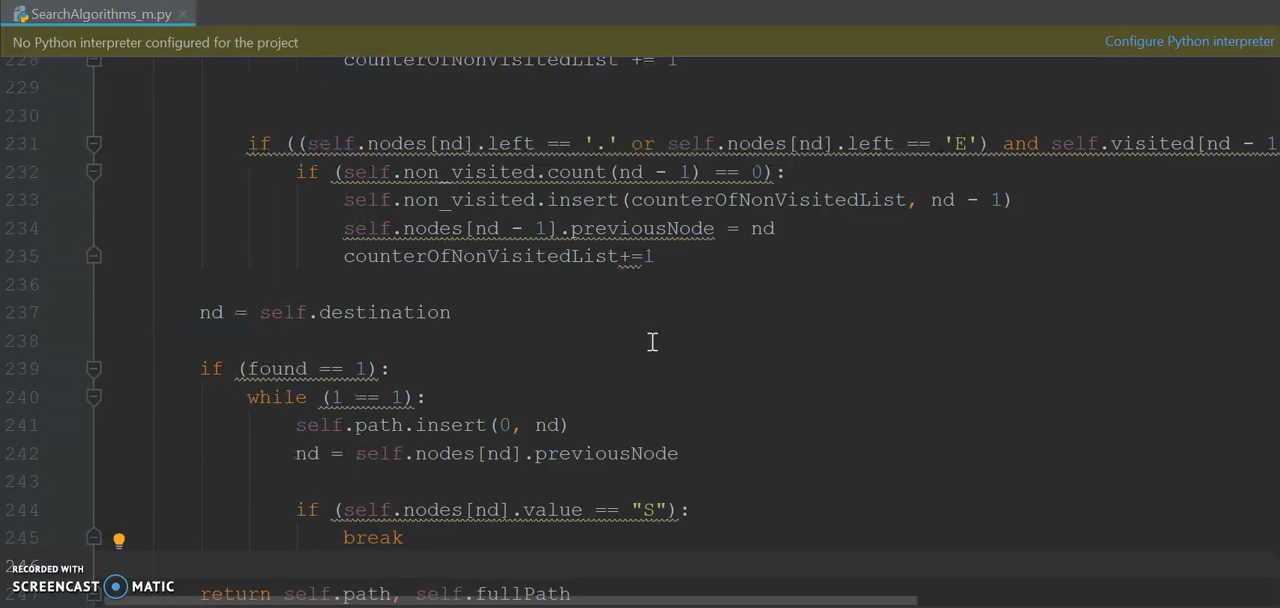 SearchAlgorithms_m.py
No Python interpreter configured for the project Configure Python interpreter
228 counterOfNonVisitedList += 1
229
230
231 if ((self.nodes[nd].left == '.' or self.nodes[nd].left == 'E') and self.visited[nd - 1
232 if (self.non_visited.count(nd - 1) == 0):
233 self.non_visited.insert(counterOfNonVisitedList, nd - 1)
234 self.nodes[nd - 1].previousNode = nd
235 counterOfNonVisitedList+=1
236
237 nd = self.destination
238
239 if (found == 1):
240 while (1 == 1):
241 self.path.insert(0, nd)
242 nd = self.nodes[nd].previousNode
243
244 if (self.nodes[nd].value == "S"):
245 break
246
RECORDED WITH
SCREENCAST MATIC
247 return self.path, self.fullPath